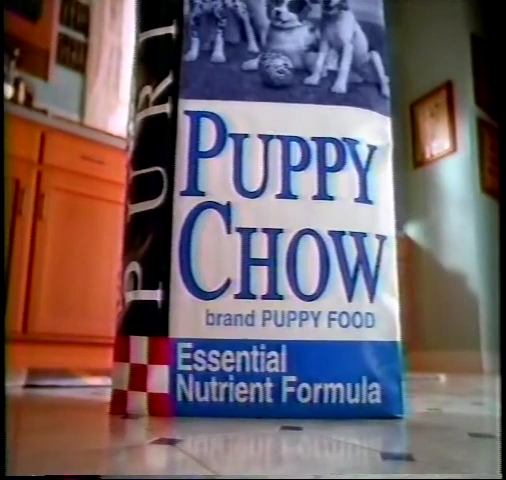 PURI
PUPPY
CHOW
brand PUPPY FOOD
Essential
Nutrient Formula